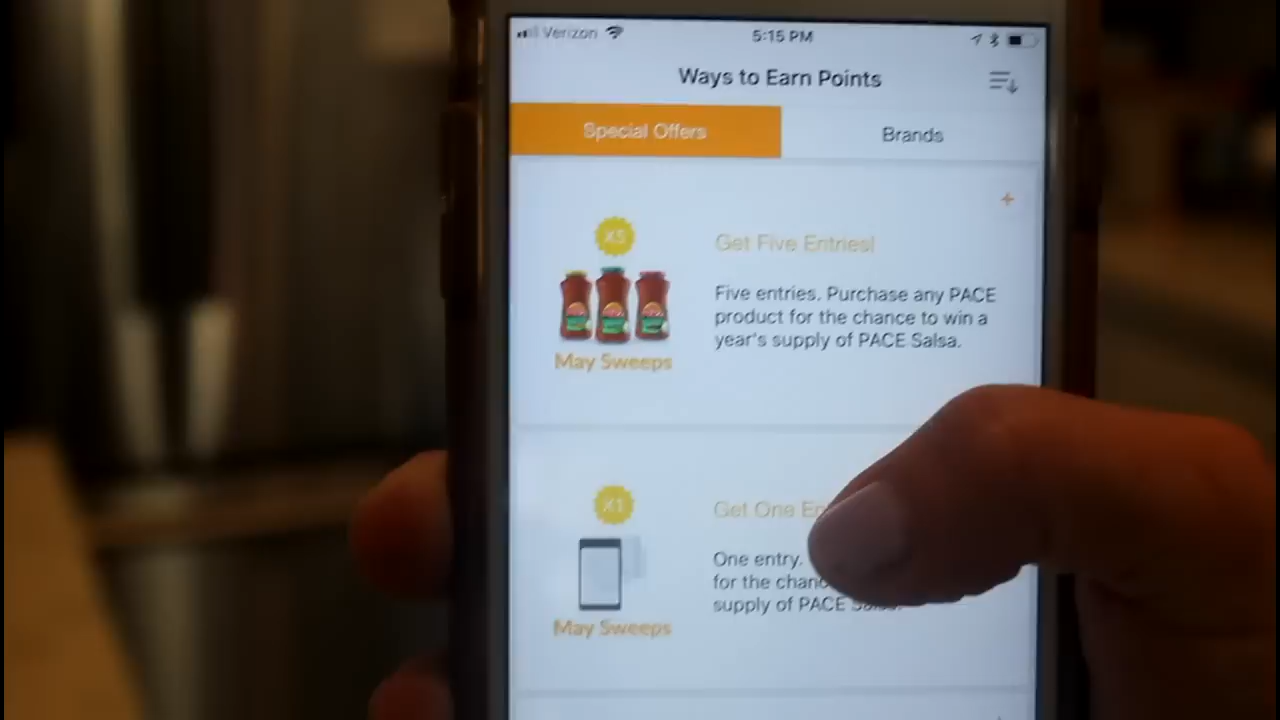 Verizon
5:15 PM
Ways to Earn Points
Special Offers
Brands
+
X5
Get Five Entries!
May Sweeps
Five entries. Purchase any PACE
product for the chance to win a
year's supply of PACE Salsa.
X1
Get One
May Sweeps
One entry.
for the
supply of PACE